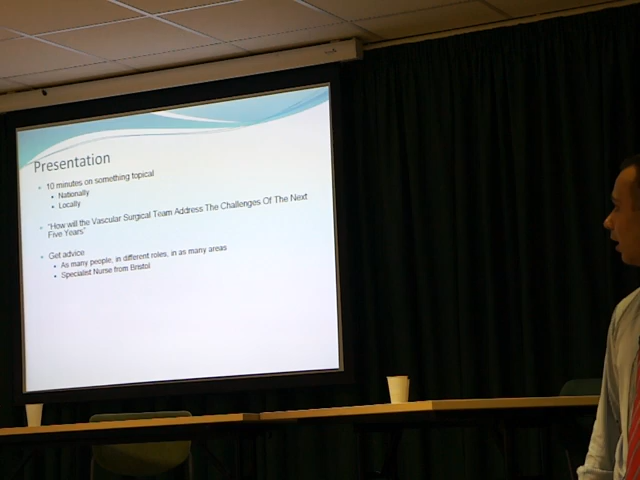 Presentation
10 minutes on something topical
Nationally
Locally
"How will the Vascular Surgical Team Address The Challenges Of The Next
Five Years"
Get advice
As many people, in different roles, in as many areas
Specialist Nurse from Bristol